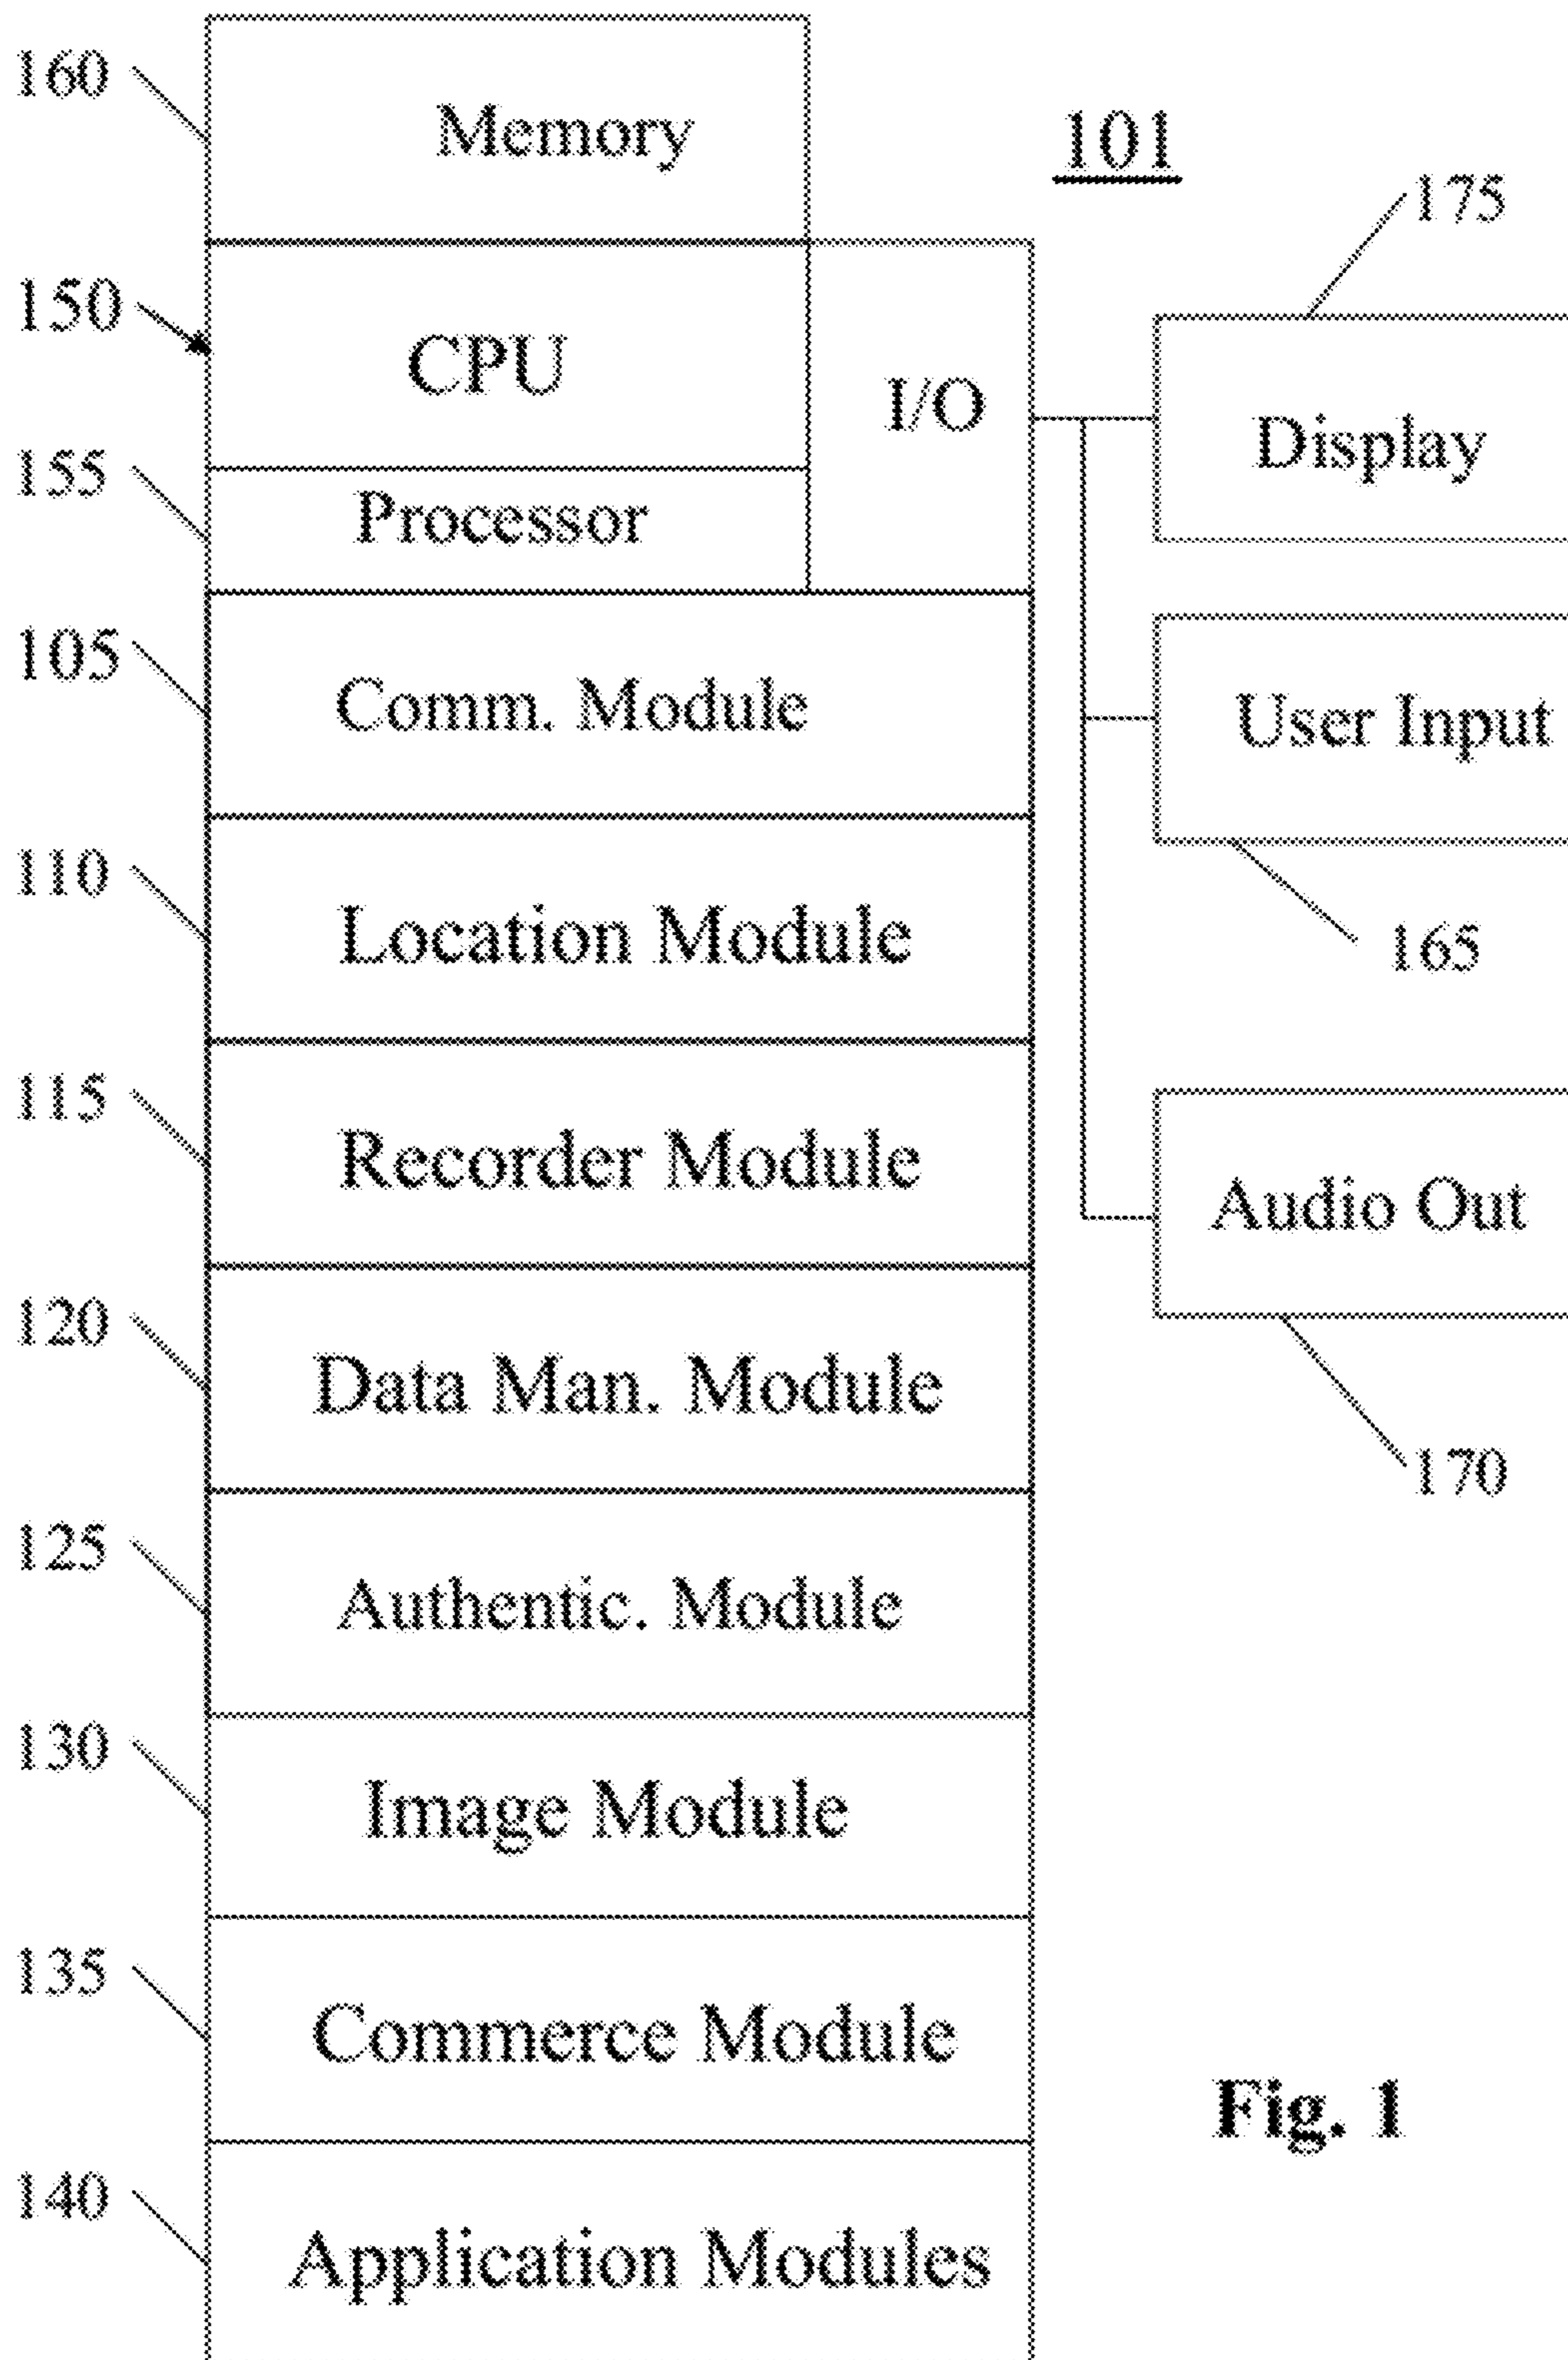 160
Memory
101
175
150
CPU
I/O
Display
155
Processor
105
Comm. Module
User Input
110
Location Module
165
115
Recorder Module
Audio Out
120
Data Man. Module
170
125
Authentic. Module
130
Image Module
135
Commerce Module
Fig. 1
140
Application Modules